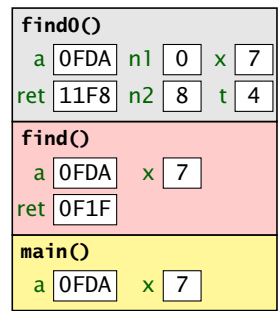 find0()
a 0FDA n1 0 x 7
ret 11F8 n2 8 t 4
find()
a 0FDA x 7
ret 0F1F
main()
a 0FDA x 7